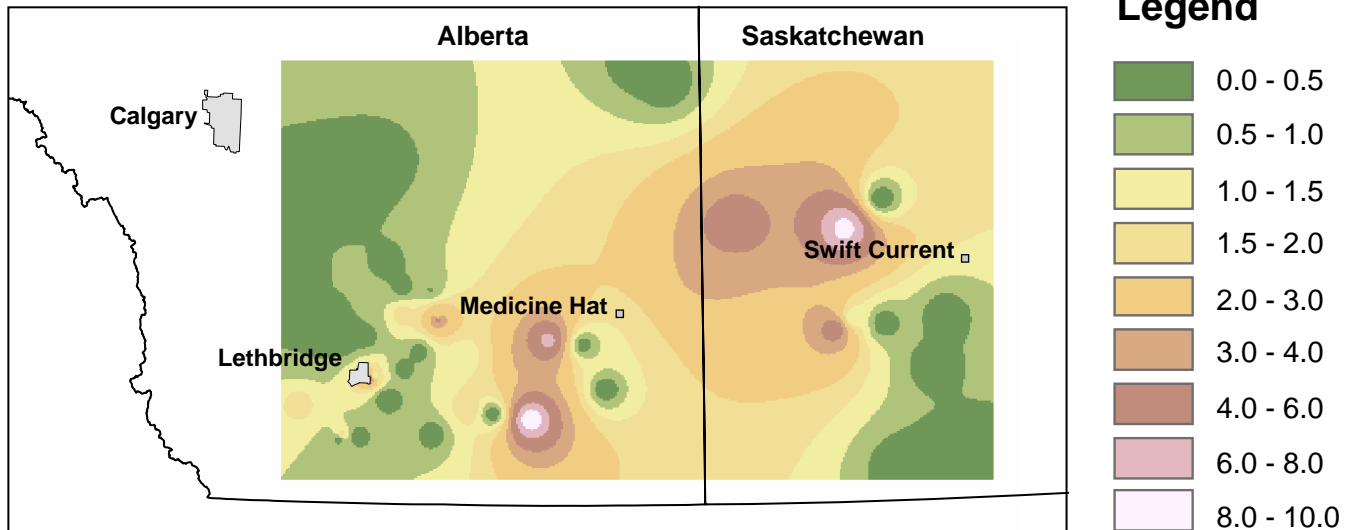 Legend
Alberta
Saskatchewan
Calgary
Swift Current
Medicine Hat
Lethbridge
0.0 - 0.5
0.5 - 1.0
1.0 - 1.5
1.5 - 2.0
2.0 - 3.0
3.0 - 4.0
4.0 - 6.0
6.0 - 8.0
8.0 - 10.0